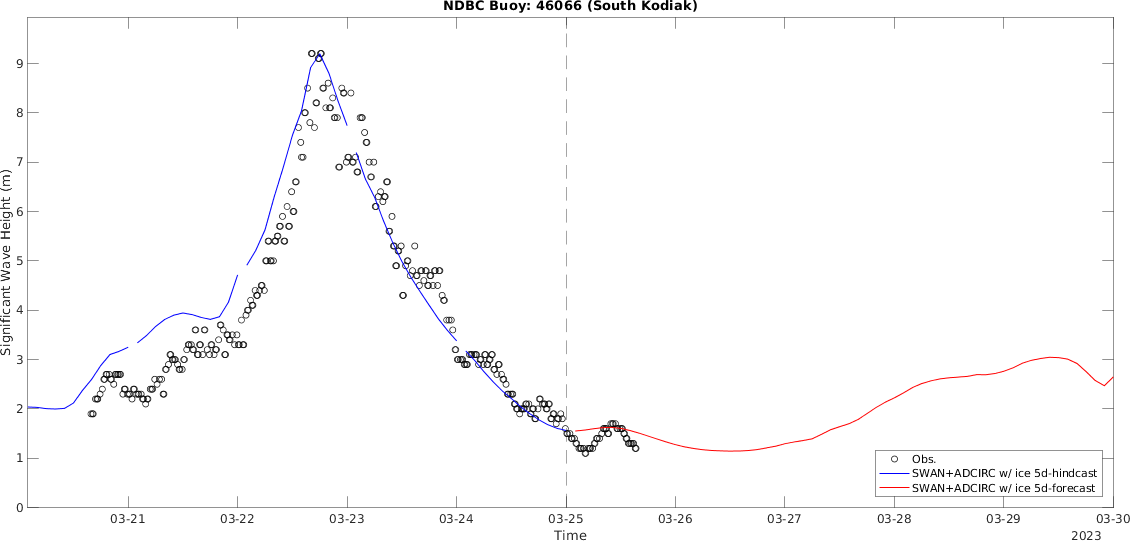 NDBC Buoy: 46066 (South Kodiak)
Significant Wave Height (m)
9
8
7
6
5
4
3
2
1
0
03-21 03-22 03-23 03-24 03-25 03-26 03-27 03-28 03-29 03-30
Time
2023
Obs.
SWAN+ADCIRC w/ ice 5d-hindcast
SWAN+ADCIRC w/ ice 5d-forecast